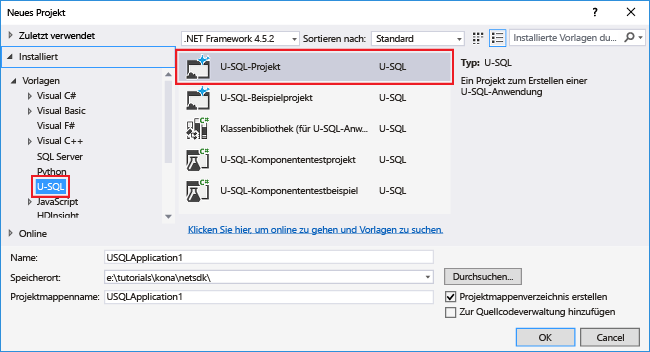 Neues Projekt
Zuletzt verwendet
.NET Framework 4.5.2 Sortieren nach: Standard Installierte Vorlagen du...
Installiert
Vorlagen
Visual C#
Visual Basic
Visual F#
Visual C++
SQL Server
Python
U-SQL
JavaScript
HDInsight
Online
U-SQL-Projekt U-SQL
U-SQL-Beispielprojekt U-SQL
Klassenbibliothek (für U-SQL-Anw... U-SQL
U-SQL-Komponententestprojekt U-SQL
U-SQL-Komponententestbeispiel U-SQL
Typ: U-SQL
Ein Projekt zum Erstellen einer
U-SQL-Anwendung
Klicken Sie hier, um online zu gehen und Vorlagen zu suchen.
Name: USQLApplication1
Speicherort: e:\tutorials\kona\netsdk\ Durchsuchen...
Projektmappenname: USQLApplication1
Projektmappenverzeichnis erstellen
Zur Quellcodeverwaltung hinzufügen
OK Cancel